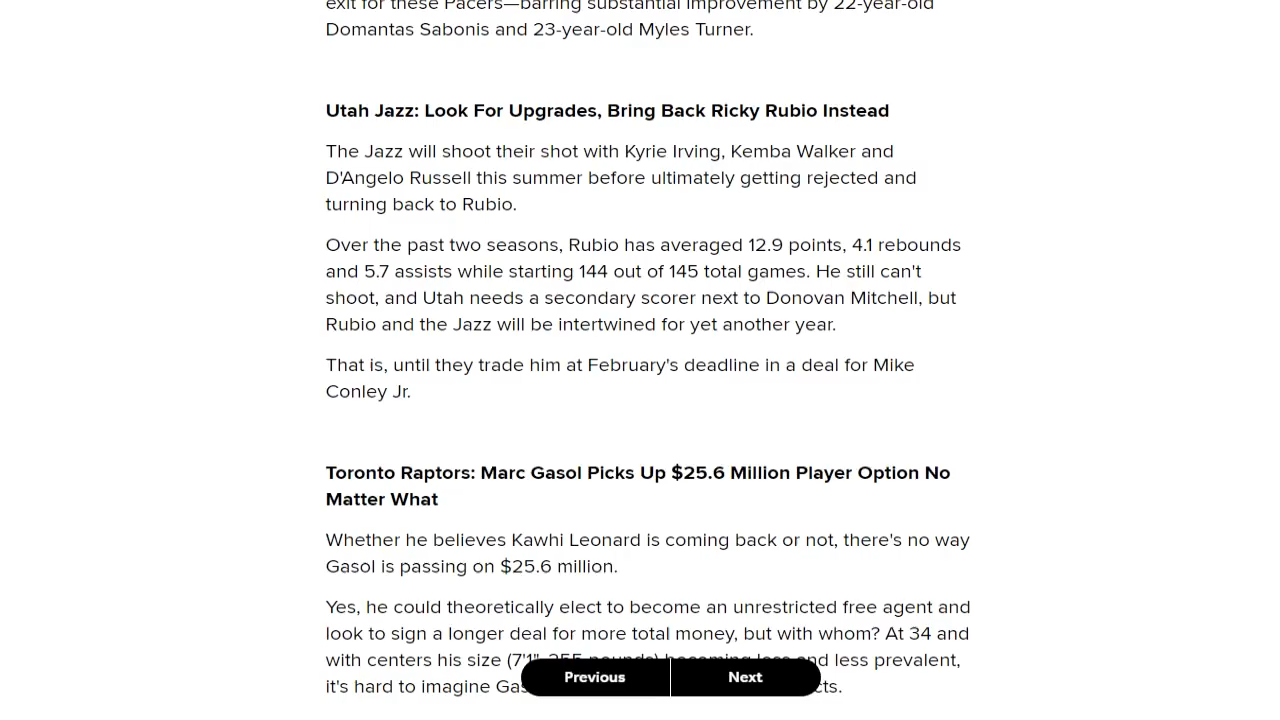 exit for these Pacers—barring substantial improvement by 22-year-old
Domantas Sabonis and 23-year-old Myles Turner.
Utah Jazz: Look For Upgrades, Bring Back Ricky Rubio Instead
The Jazz will shoot their shot with Kyrie Irving, Kemba Walker and
D'Angelo Russell this summer before ultimately getting rejected and
turning back to Rubio.
Over the past two seasons, Rubio has averaged 12.9 points, 4.1 rebounds
and 5.7 assists while starting 144 out of 145 total games. He still can't
shoot, and Utah needs a secondary scorer next to Donovan Mitchell, but
Rubio and the Jazz will be intertwined for yet another year.
That is, until they trade him at February's deadline in a deal for Mike
Conley Jr.
Toronto Raptors: Marc Gasol Picks Up $25.6 Million Player Option No
Matter What
Whether he believes Kawhi Leonard is coming back or not, there's no way
Gasol is passing on $25.6 million.
Yes, he could theoretically elect to become an unrestricted free agent and
look to sign a longer deal for more total money, but with whom? At 34 and
with centers his size (7'1", 255 pounds) becoming less and less prevalent,
it's hard to imagine
Previous
Next